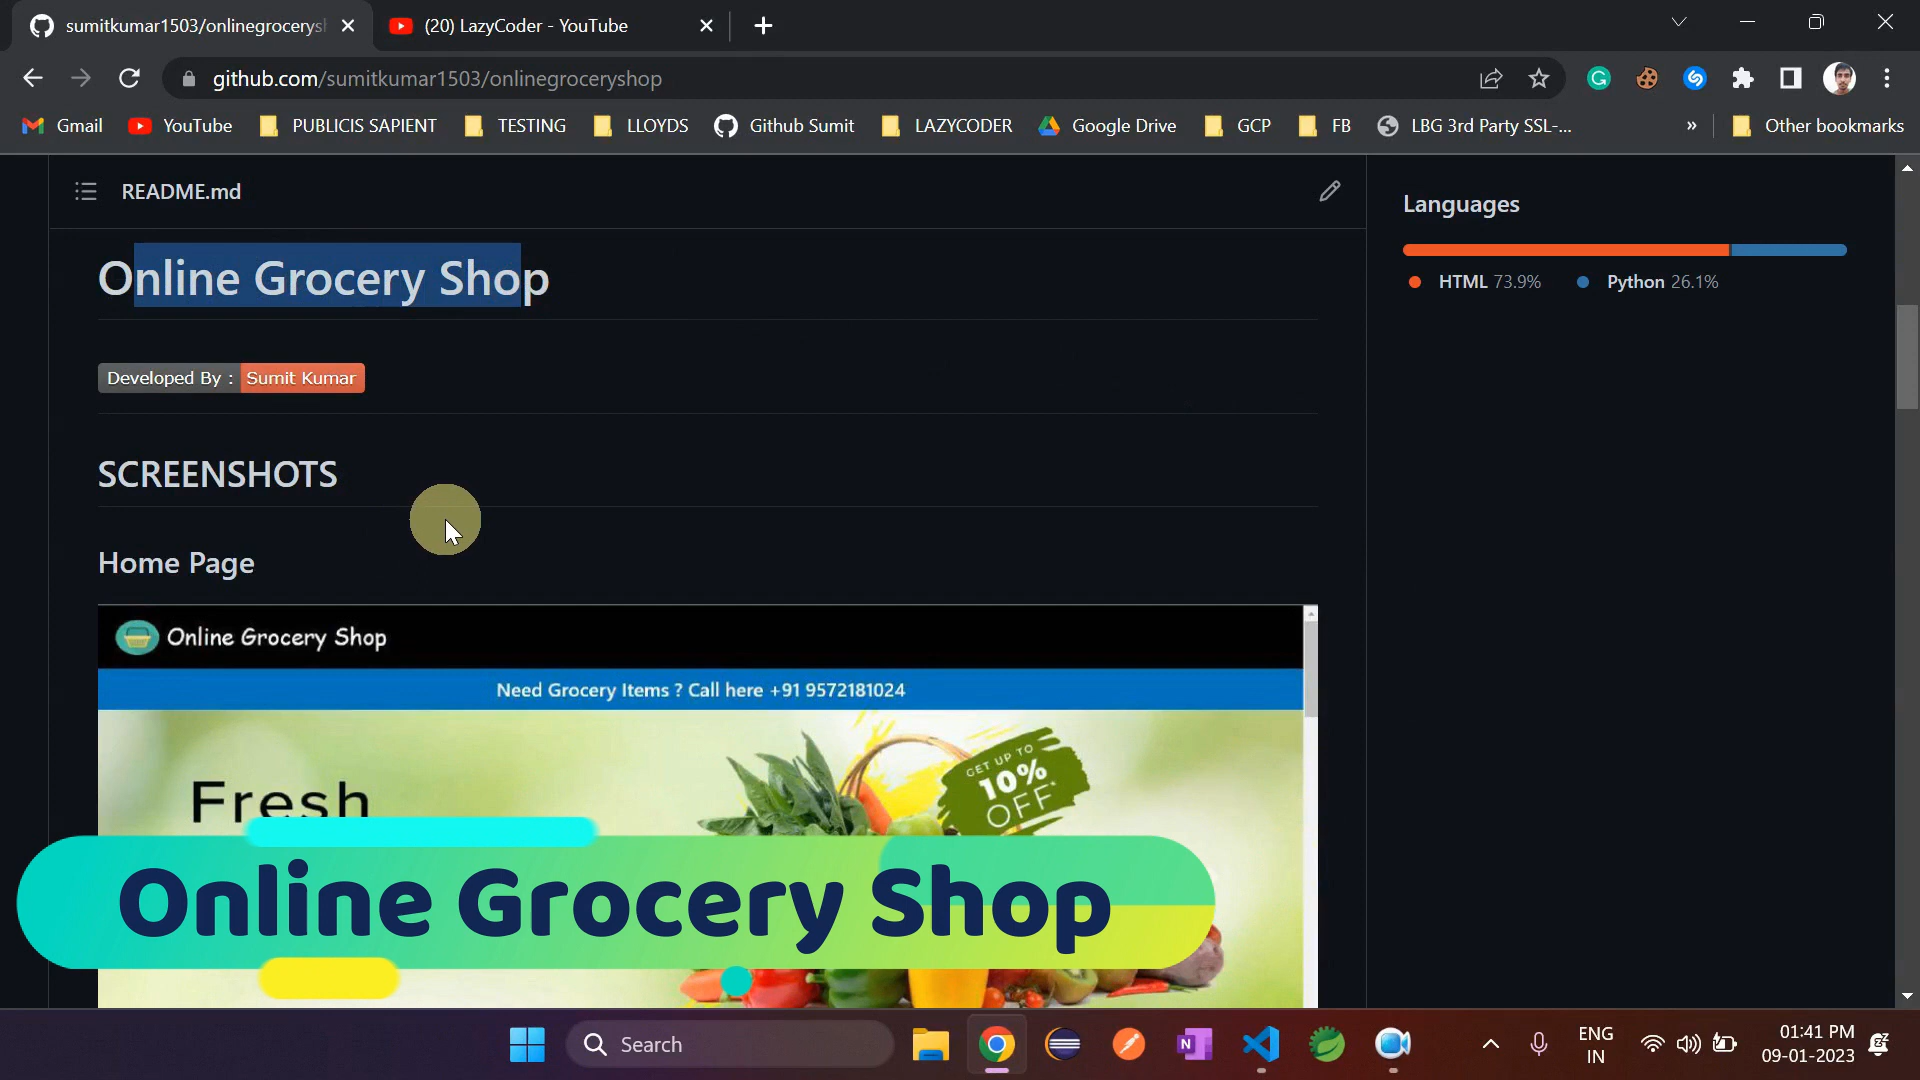 sumitkumar1503/onlinegrocerysh
(20) LazyCoder - YouTube
github.com/sumitkumar1503/onlinegroceryshop
Gmail
YouTube
PUBLICIS SAPIENT
TESTING
LLOYDS
Github Sumit
LAZYCODER
Google Drive
GCP
FB
LBG 3rd Party SSL-...
»
Other bookmarks
README.md
Languages
HTML 73.9%
Python 26.1%
Online Grocery Shop
Developed By : Sumit Kumar
SCREENSHOTS
Home Page
Online Grocery Shop
Need Grocery Items ? Call here +91 9572181024
GET UP TO
10%
OFF*
Fresh
Online Grocery Shop
Search
ENG
IN
01:41 PM
09-01-2023